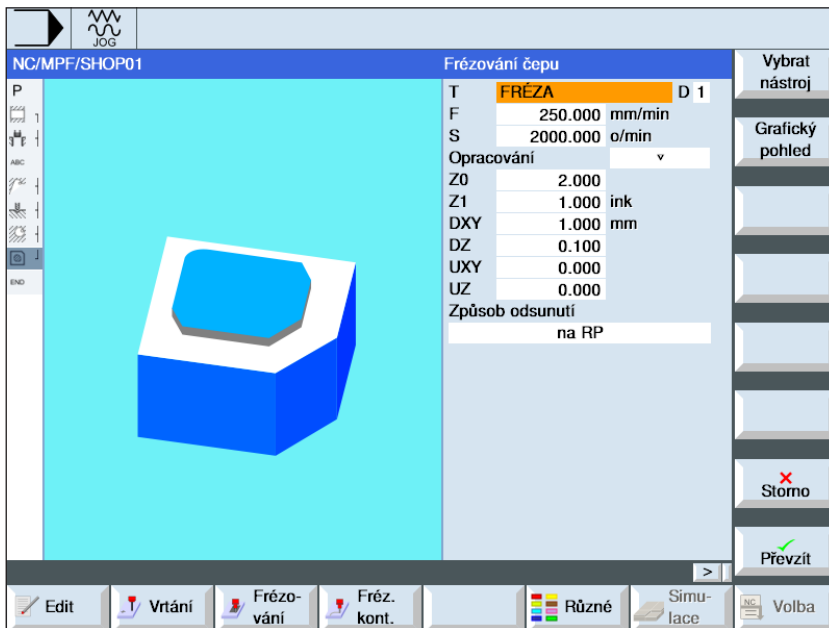 JOG
NC/MPF/SHOP01
Frézování čepu
P
ABC
END
T FRÉZA D 1
F 250.000 mm/min
S 2000.000 o/min
Opracování ᵛ
Z0 2.000
Z1 1.000 ink
DXY 1.000 mm
DZ 0.100
UXY 0.000
UZ 0.000
Způsob odsunutí
na RP
Vybrat
nástroj
Grafický
pohled
Storno
Převzít
>
Edit
Vrtání
Frézo-
vání
Fréz.
kont.
Různé
Simu-
lace
NC
Volba